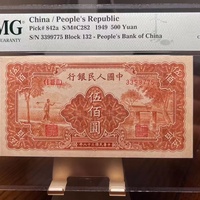 China / People's Republic
MG
Pick# 842a S/M#C282 1949 500 Yuan
S/N 3399775 Block 132 - People's Bank of China
行銀民人國中
3399775
伍佰圓